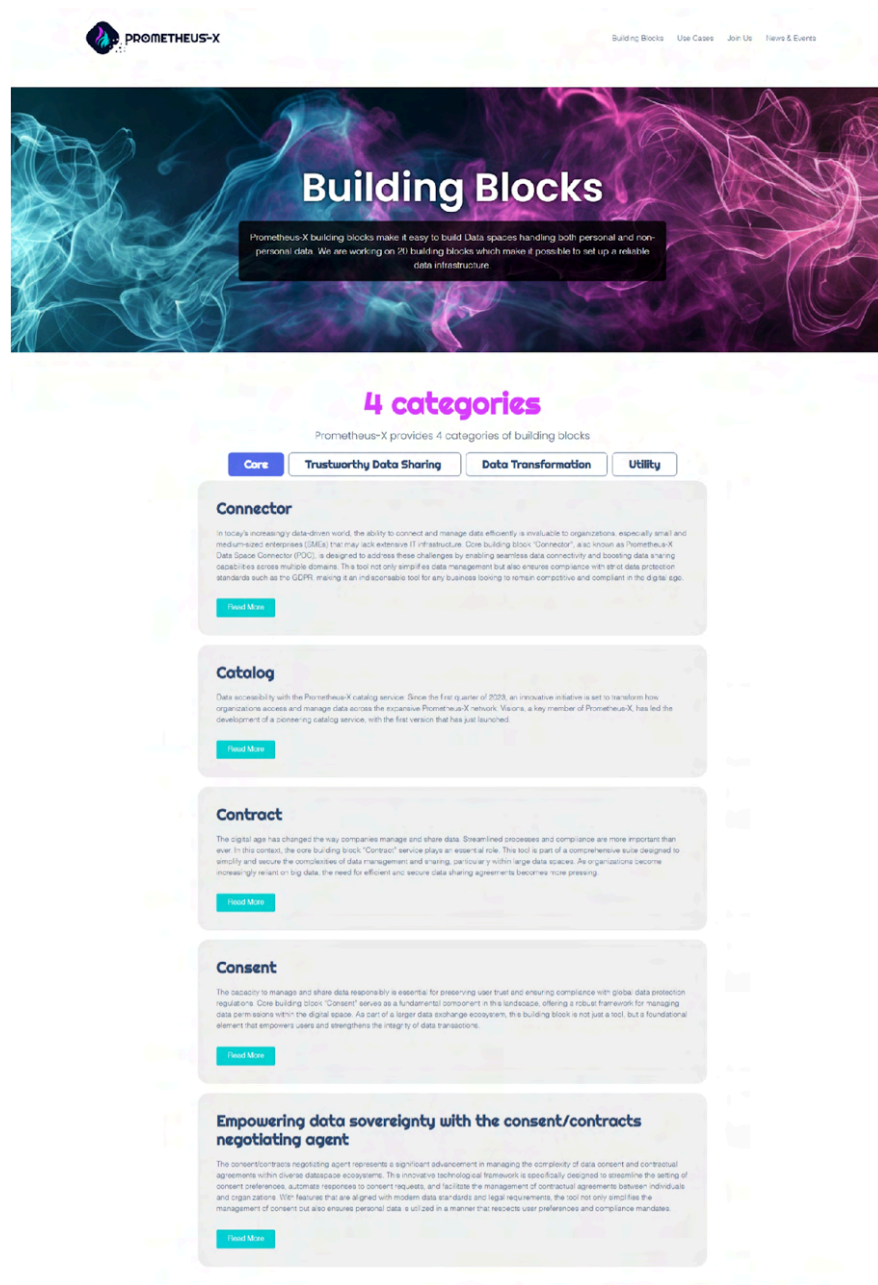 PROMETHEUS-X
Building Blocks Use Cases Join Us News & Events
Building Blocks
Prometheus-X building blocks make it easy to build Data spaces handling both personal and non-
personal data. We are working on 20 building blocks which make it possible to set up a reliable
data infrastructure.
4 categories
Prometheus-X provides 4 categories of building blocks
Core Trustworthy Data Sharing Data Transformation Utility
Connector
In today's increasingly data-driven world, the ability to connect and manage data efficiently is invaluable to organizations, especially small and
medium-sized enterprises (SMEs) that may lack extensive IT infrastructure. Core building block "Connector", also known as Prometheus-X
Data Space Connector (PDC), is designed to address these challenges by enabling seamless data connectivity and boosting data sharing
capabilities across multiple domains. This tool not only simplifies data management but also ensures compliance with strict data protection
standards such as the GDPR, making it an indispensable tool for any business looking to remain competitive and compliant in the digital age.
Read More
Catalog
Data accessibility with the Prometheus-X catalog service: Since the first quarter of 2023, an innovative initiative is set to transform how
organizations access and manage data across the expansive Prometheus-X network. Visions, a key member of Prometheus-X, has led the
development of a pioneering catalog service, with the first version that has just launched.
Read More
Contract
The digital age has changed the way companies manage and share data. Streamlined processes and compliance are more important than
ever. In this context, the core building block "Contract" service plays an essential role. This tool is part of a comprehensive suite designed to
simplify and secure the complexities of data management and sharing, particularly within large data spaces. As organizations become
increasingly reliant on big data, the need for efficient and secure data sharing agreements becomes more pressing.
Read More
Consent
The capacity to manage and share data responsibly is essential for preserving user trust and ensuring compliance with global data protection
regulations. Core building block "Consent" serves as a fundamental component in this landscape, offering a robust framework for managing
data permissions within the digital space. As part of a larger data exchange ecosystem, this building block is not just a tool, but a foundational
element that empowers users and strengthens the integrity of data transactions.
Read More
Empowering data sovereignty with the consent/contracts
negotiating agent
The consent/contracts negotiating agent represents a significant advancement in managing the complexity of data consent and contractual
agreements within diverse dataspace ecosystems. This innovative technological framework is specifically designed to streamline the setting of
consent preferences, automate responses to consent requests, and facilitate the management of contractual agreements between individuals
and organizations. With features that are aligned with modern data standards and legal requirements, the tool not only simplifies the
management of consent but also ensures personal data is utilized in a manner that respects user preferences and compliance mandates.
Read More